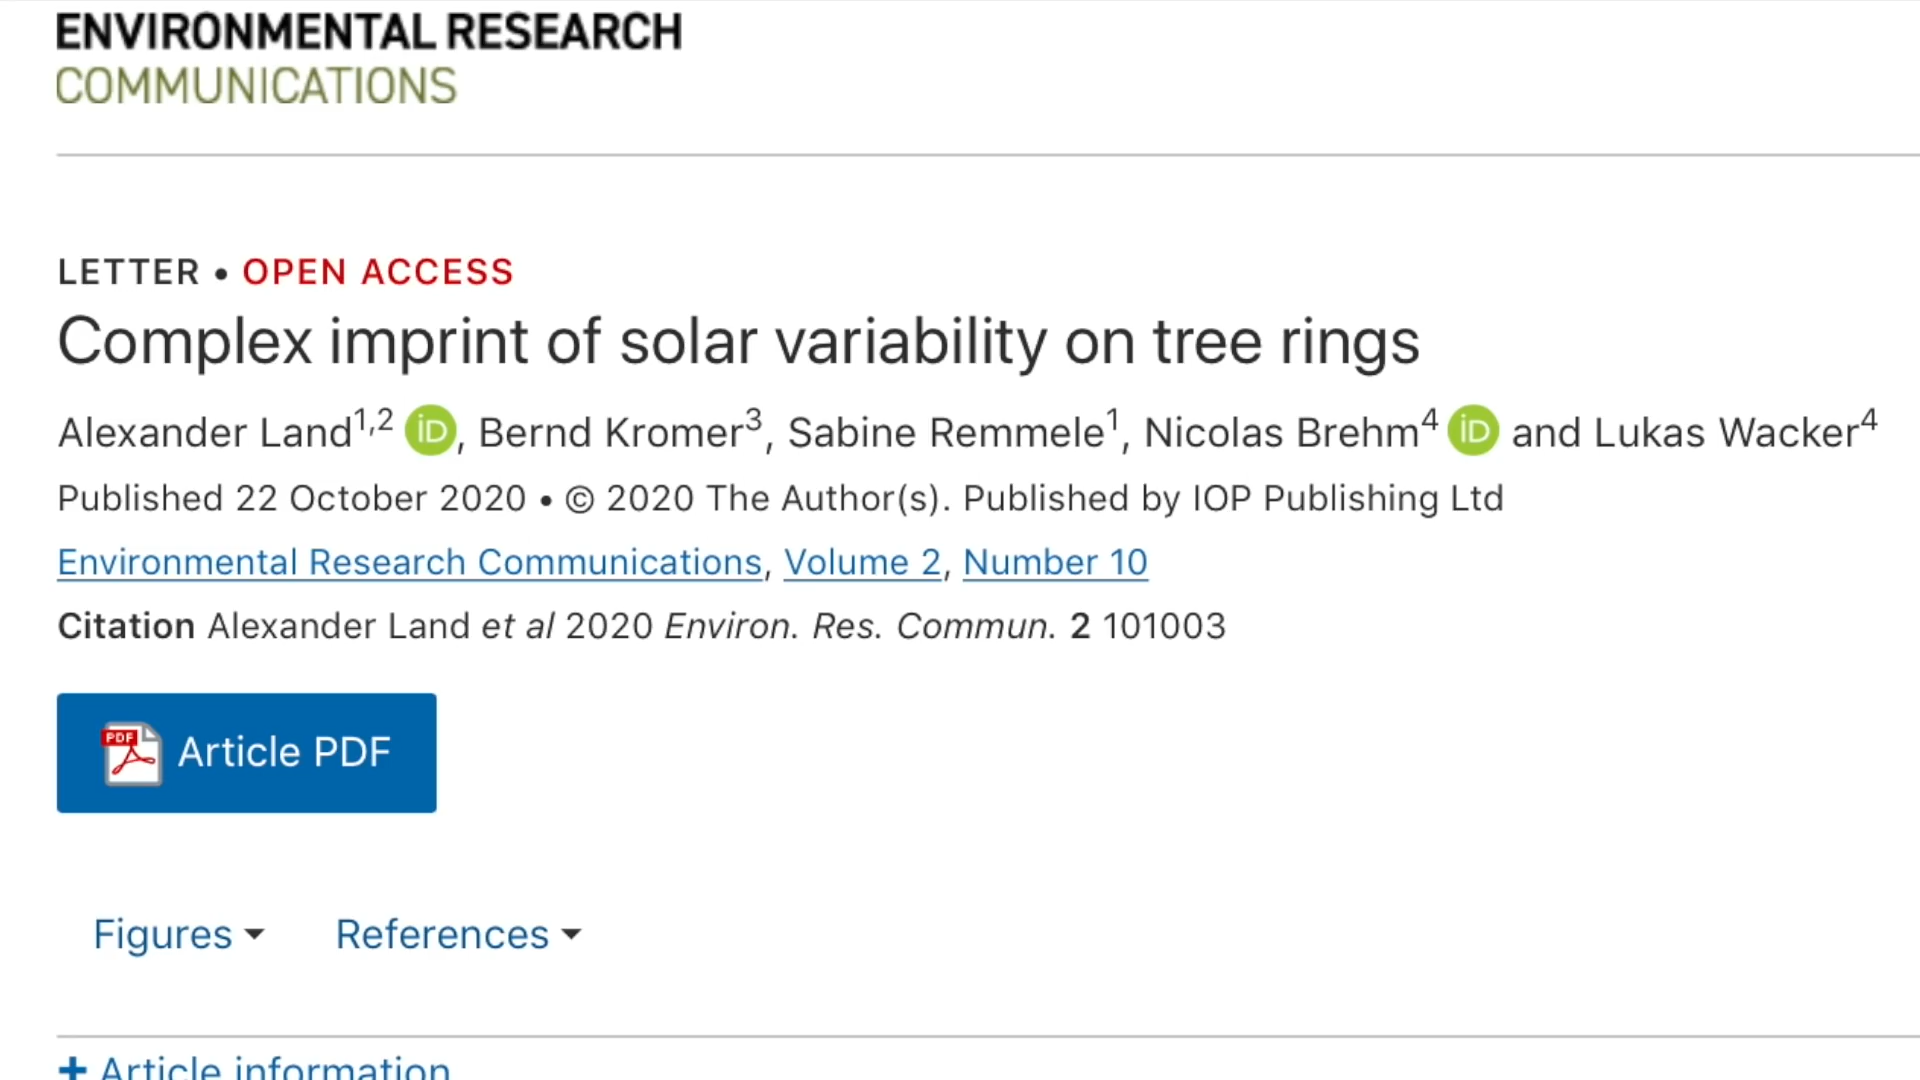 ENVIRONMENTAL RESEARCH
COMMUNICATIONS
LETTER • OPEN ACCESS
Complex imprint of solar variability on tree rings
Alexander Land1,2 iD, Bernd Kromer3, Sabine Remmele1, Nicolas Brehm4 iD and Lukas Wacker4
Published 22 October 2020 • © 2020 The Author(s). Published by IOP Publishing Ltd
Environmental Research Communications, Volume 2, Number 10
Citation Alexander Land et al 2020 Environ. Res. Commun. 2 101003
PDF Article PDF
Figures References
+ Article information